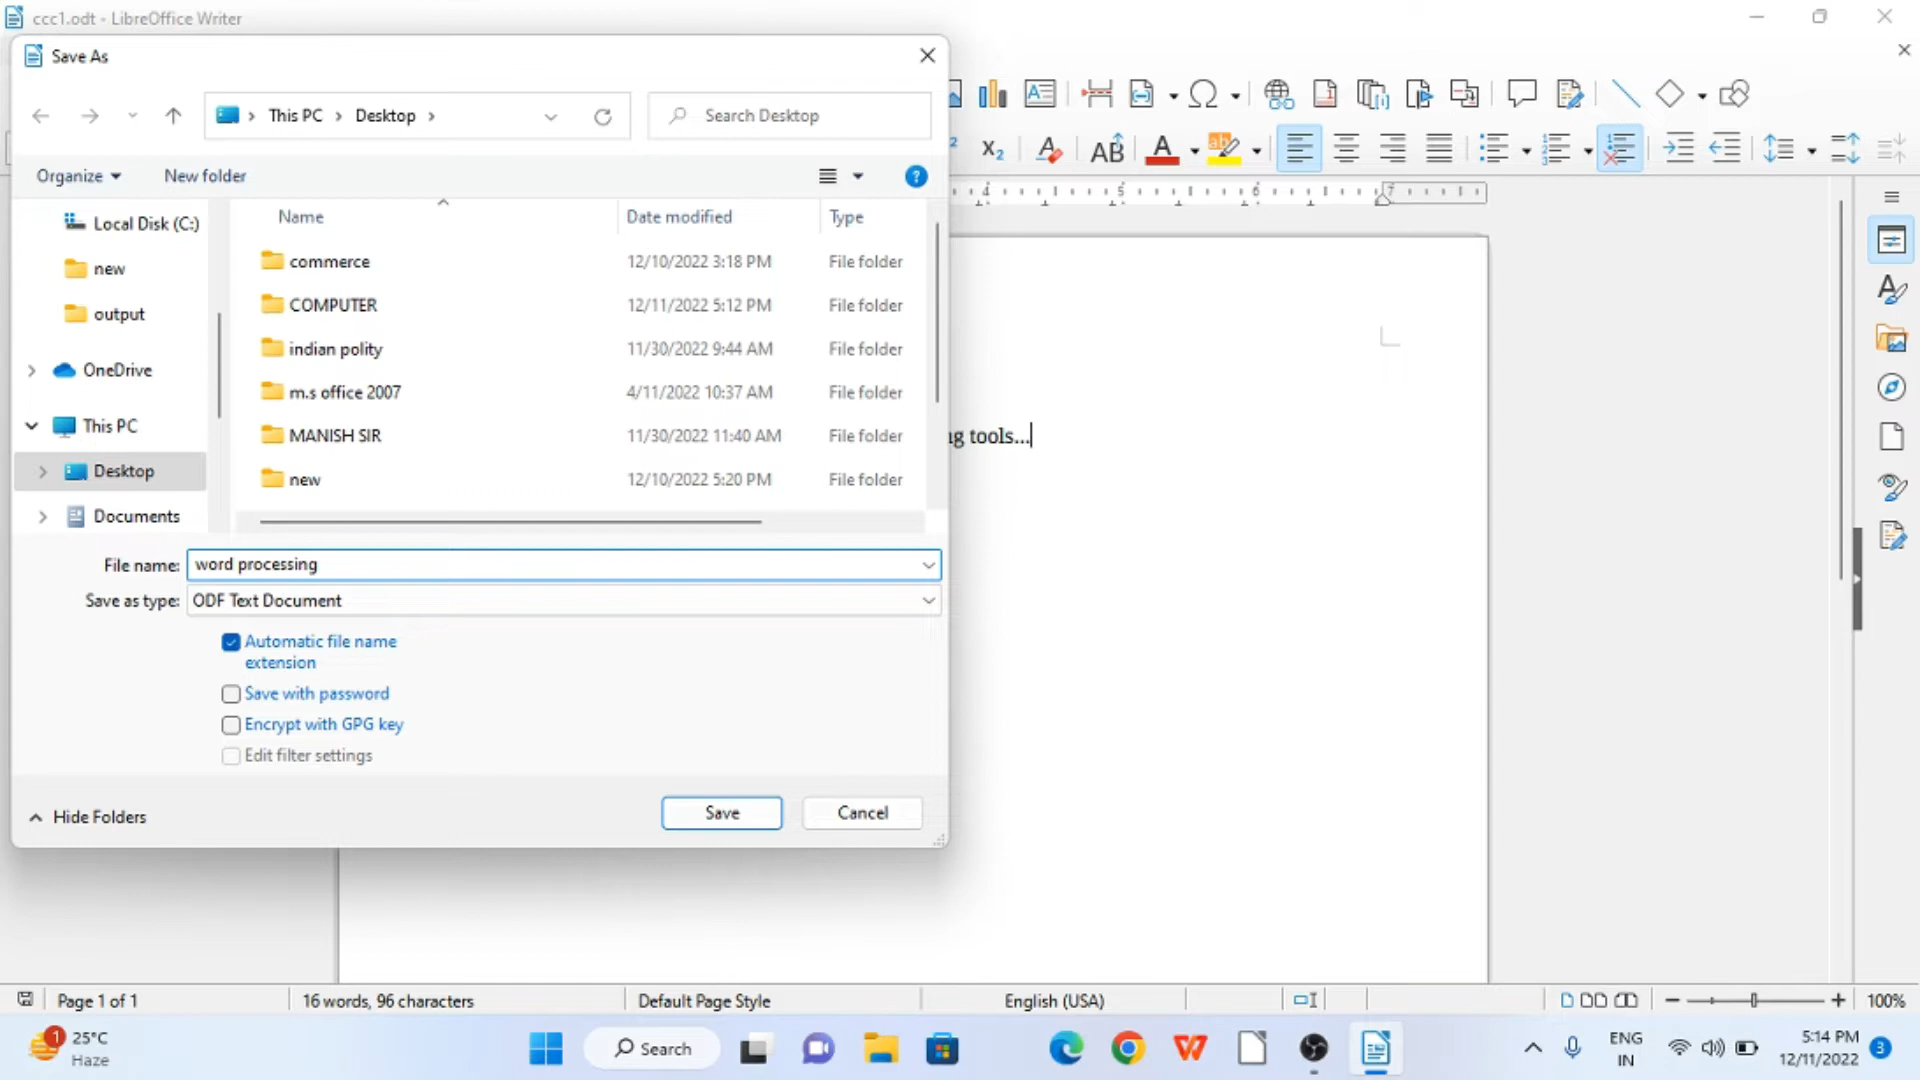 ccc1.odt - LibreOffice Writer
Save As
This PC
Desktop
Search Desktop
Organize
New folder
Name
Date modified
Type
Local Disk (C:)
new
output
OneDrive
This PC
Desktop
Documents
commerce 12/10/2022 3:18 PM File folder
COMPUTER 12/11/2022 5:12 PM File folder
indian polity 11/30/2022 9:44 AM File folder
m.s office 2007 4/11/2022 10:37 AM File folder
MANISH SIR 11/30/2022 11:40 AM File folder
new 12/10/2022 5:20 PM File folder
File name: word processing
Save as type: ODF Text Document
Automatic file name
extension
Save with password
Encrypt with GPG key
Edit filter settings
Hide Folders
Save
Cancel
4 5 6 7
tools...
Page 1 of 1
16 words, 96 characters
Default Page Style
English (USA)
100%
1
25°C
Haze
Search
ENG
IN
5:14 PM
12/11/2022
3